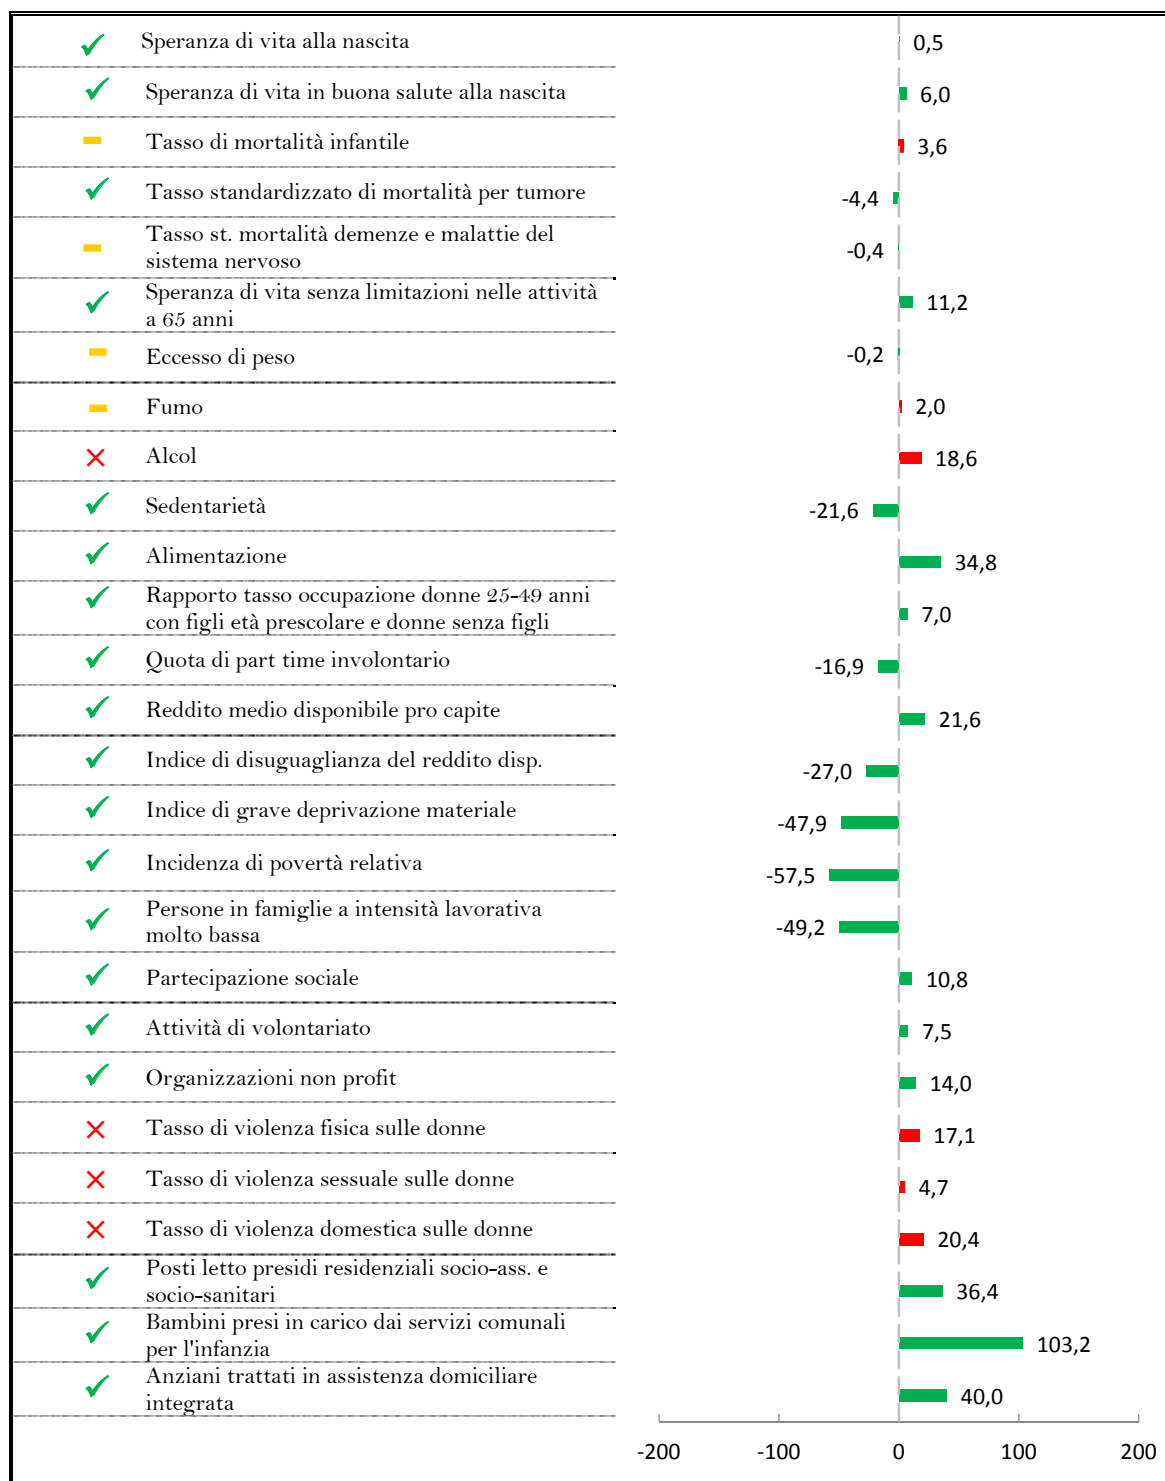 Speranza di vita alla nascita 0,5
Speranza di vita in buona salute alla nascita 6,0
Tasso di mortalità infantile 3,6
Tasso standardizzato di mortalità per tumore -4,4
Tasso st. mortalità demenze e malattie del
sistema nervoso -0,4
Speranza di vita senza limitazioni nelle attività
a 65 anni 11,2
Eccesso di peso -0,2
Fumo 2,0
Alcol 18,6
Sedentarietà -21,6
Alimentazione 34,8
Rapporto tasso occupazione donne 25-49 anni
con figli età prescolare e donne senza figli 7,0
Quota di part time involontario -16,9
Reddito medio disponibile pro capite 21,6
Indice di disuguaglianza del reddito disp. -27,0
Indice di grave deprivazione materiale -47,9
Incidenza di povertà relativa -57,5
Persone in famiglie a intensità lavorativa
molto bassa -49,2
Partecipazione sociale 10,8
Attività di volontariato 7,5
Organizzazioni non profit 14,0
Tasso di violenza fisica sulle donne 17,1
Tasso di violenza sessuale sulle donne 4,7
Tasso di violenza domestica sulle donne 20,4
Posti letto presidi residenziali socio-ass. e
socio-sanitari 36,4
Bambini presi in carico dai servizi comunali
per l'infanzia 103,2
Anziani trattati in assistenza domiciliare
integrata 40,0
-200 -100 0 100 200